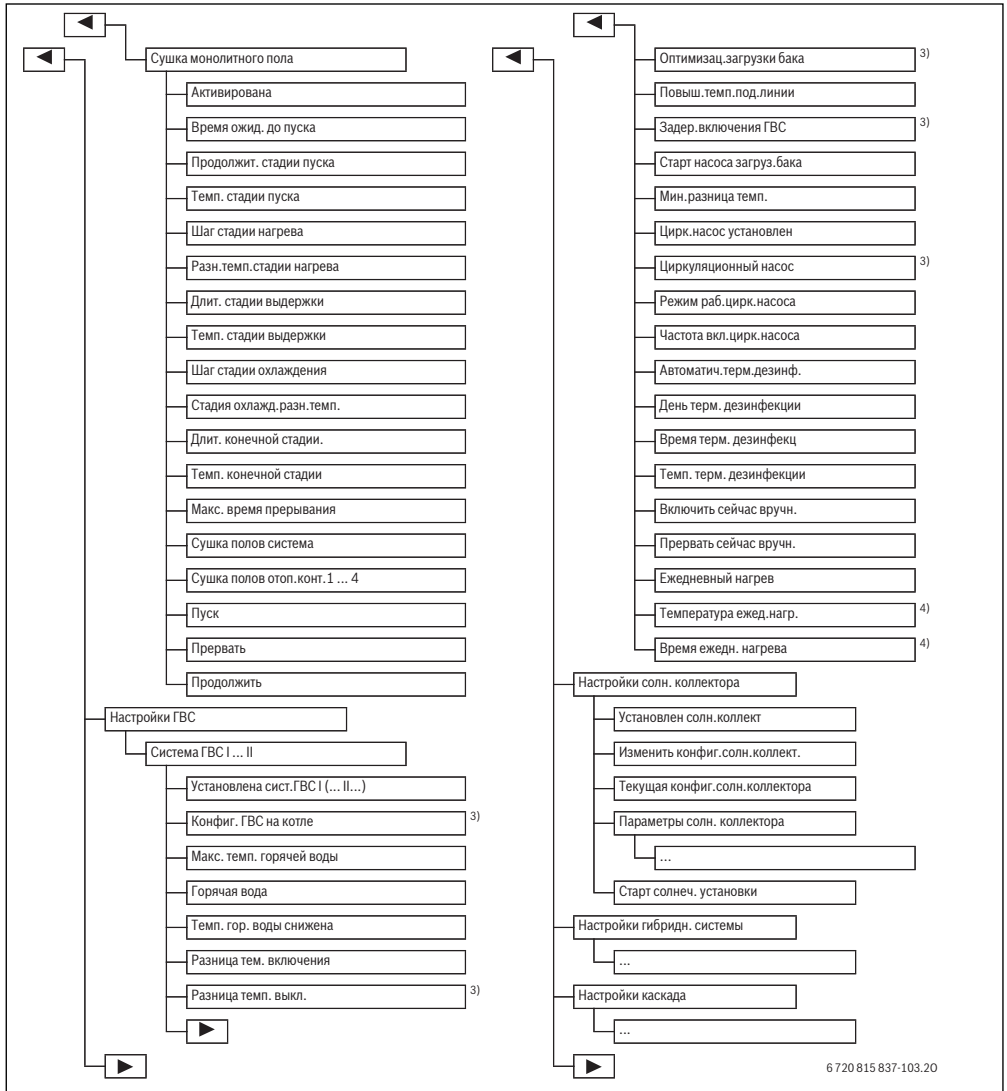 Сушка монолитного пола
Активирована
Время ожид. до пуска
Продолжит. стадии пуска
Темп. стадии пуска
Шаг стадии нагрева
Разн.темп.стадии нагрева
Длит. стадии выдержки
Темп. стадии выдержки
Шаг стадии охлаждения
Стадия охлажд.разн.темп.
Длит. конечной стадии.
Темп. конечной стадии
Макс. время прерывания
Сушка полов система
Сушка полов отоп.конт.1 ... 4
Пуск
Прервать
Продолжить
Настройки ГВС
Система ГВС I ... II
Установлена сист.ГВС I (... II...)
Конфиг. ГВС на котле 3)
Макс. темп. горячей воды
Горячая вода
Темп. гор. воды снижена
Разница тем. включения
Разница темп. выкл. 3)
Оптимизац.загрузки бака 3)
Повыш.темп.под.линии
Задер.включения ГВС 3)
Старт насоса загруз.бака
Мин.разница темп.
Цирк.насос установлен
Циркуляционный насос 3)
Режим раб.цирк.насоса
Частота вкл.цирк.насоса
Автоматич.терм.дезинф.
День терм. дезинфекции
Время терм. дезинфекц
Темп. терм. дезинфекции
Включить сейчас вручн.
Прервать сейчас вручн.
Ежедневный нагрев
Температура ежед.нагр. 4)
Время ежедн. нагрева 4)
Настройки солн. коллектора
Установлен солн.коллект
Изменить конфиг.солн.коллект.
Текущая конфиг.солн.коллектора
Параметры солн. коллектора
...
Старт солнеч. установки
Настройки гибридн. системы
...
Настройки каскада
...
6 720 815 837-103.2O